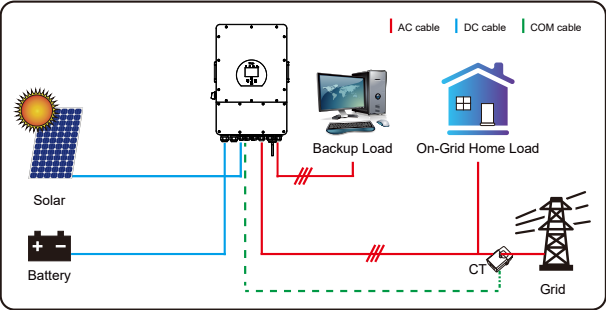 AC cable
DC cable
COM cable
Backup Load
On-Grid Home Load
Solar
Battery
CT
Grid